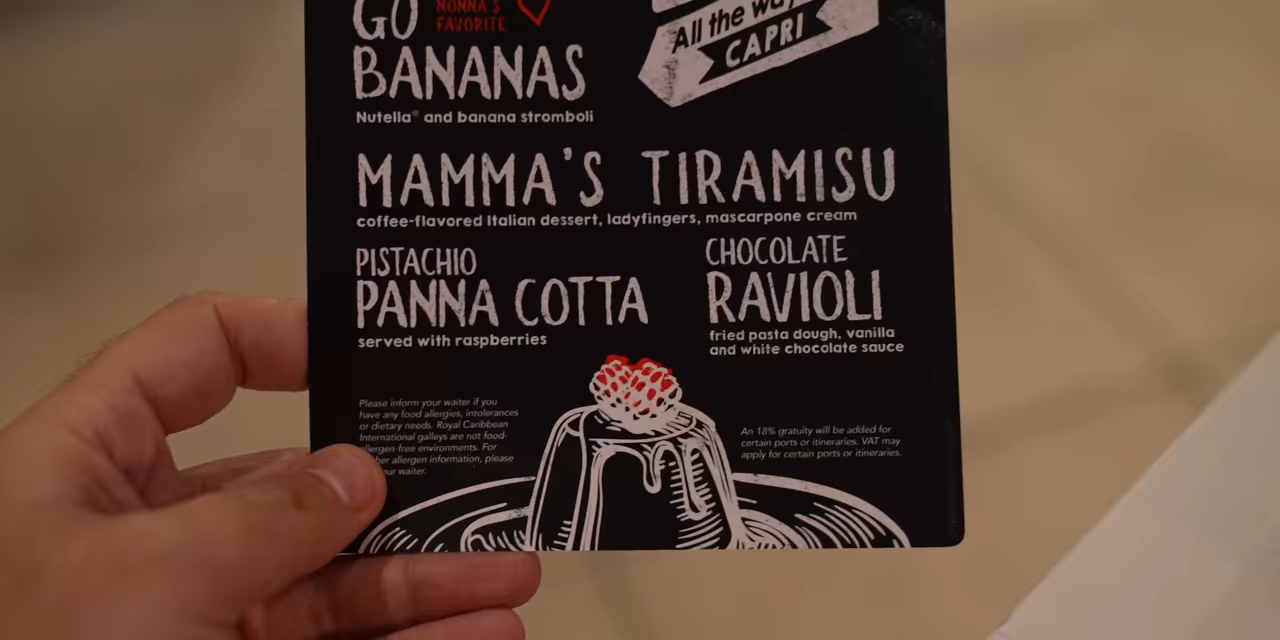 GO
NONNA'S
FAVORITE
BANANAS
Nutella® and banana stromboli
All the way
CAPRI
MAMMA'S TIRAMISU
coffee-flavored Italian dessert, ladyfingers, mascarpone cream
PISTACHIO
PANNA COTTA
served with raspberries
CHOCOLATE
RAVIOLI
fried pasta dough, vanilla
and white chocolate sauce
Please inform your waiter if you
have any food allergies, intolerances
or dietary needs. Royal Caribbean
International galleys are not food-
allergen-free environments. For
allergen information, please
your waiter.
An 18% gratuity will be added for
certain ports or itineraries. VAT may
apply for certain ports or itineraries.